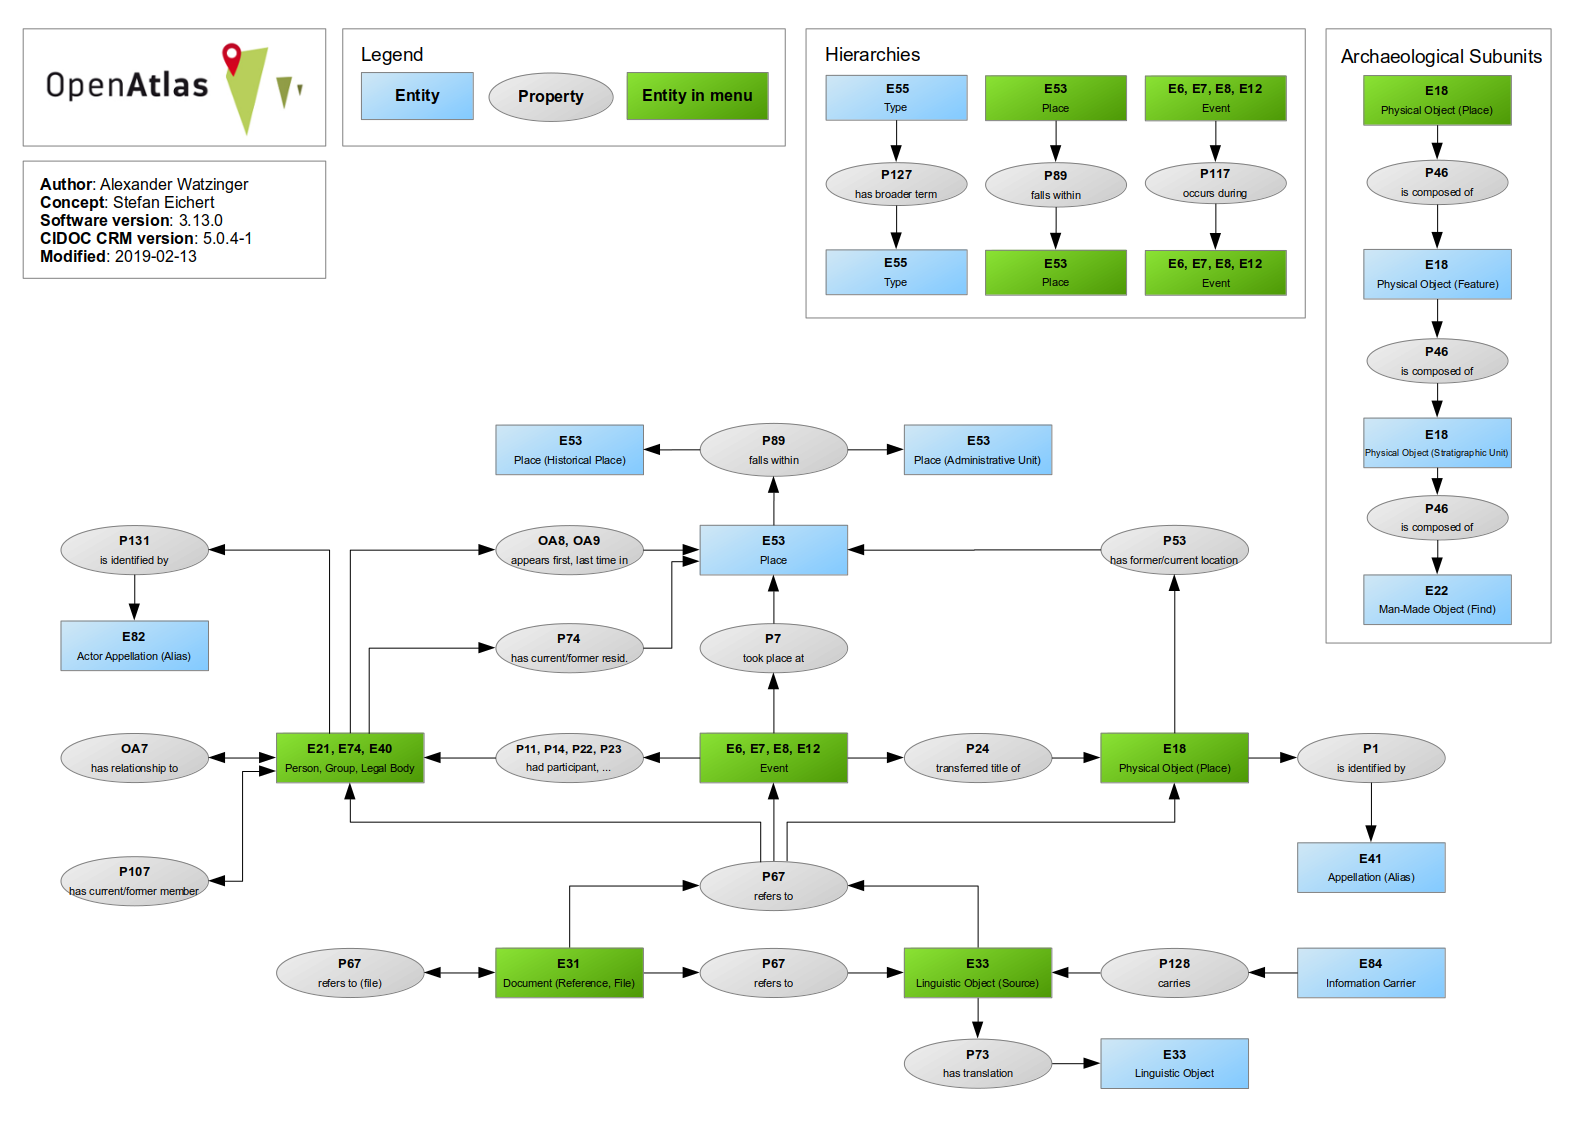 OpenAtlas
Legend
Entity
Property
Entity in menu
Author: Alexander Watzinger
Concept: Stefan Eichert
Software version: 3.13.0
CIDOC CRM version: 5.0.4-1
Modified: 2019-02-13
Hierarchies
E55
Type
P127
has broader term
E55
Type
E53
Place
P89
falls within
E53
Place
E6, E7, E8, E12
Event
P117
occurs during
E6, E7, E8, E12
Event
Archaeological Subunits
E18
Physical Object (Place)
P46
is composed of
E18
Physical Object (Feature)
P46
is composed of
E18
Physical Object (Stratigraphic Unit)
P46
is composed of
E22
Man-Made Object (Find)
E53
Place (Historical Place)
P89
falls within
E53
Place (Administrative Unit)
P131
is identified by
OA8, OA9
appears first, last time in
E53
Place
P53
has former/current location
E82
Actor Appellation (Alias)
P74
has current/former resid.
P7
took place at
OA7
has relationship to
E21, E74, E40
Person, Group, Legal Body
P11, P14, P22, P23
had participant, ...
E6, E7, E8, E12
Event
P24
transferred title of
E18
Physical Object (Place)
P1
is identified by
P107
has current/former member
P67
refers to
E41
Appellation (Alias)
P67
refers to (file)
E31
Document (Reference, File)
P67
refers to
E33
Linguistic Object (Source)
P128
carries
E84
Information Carrier
P73
has translation
E33
Linguistic Object